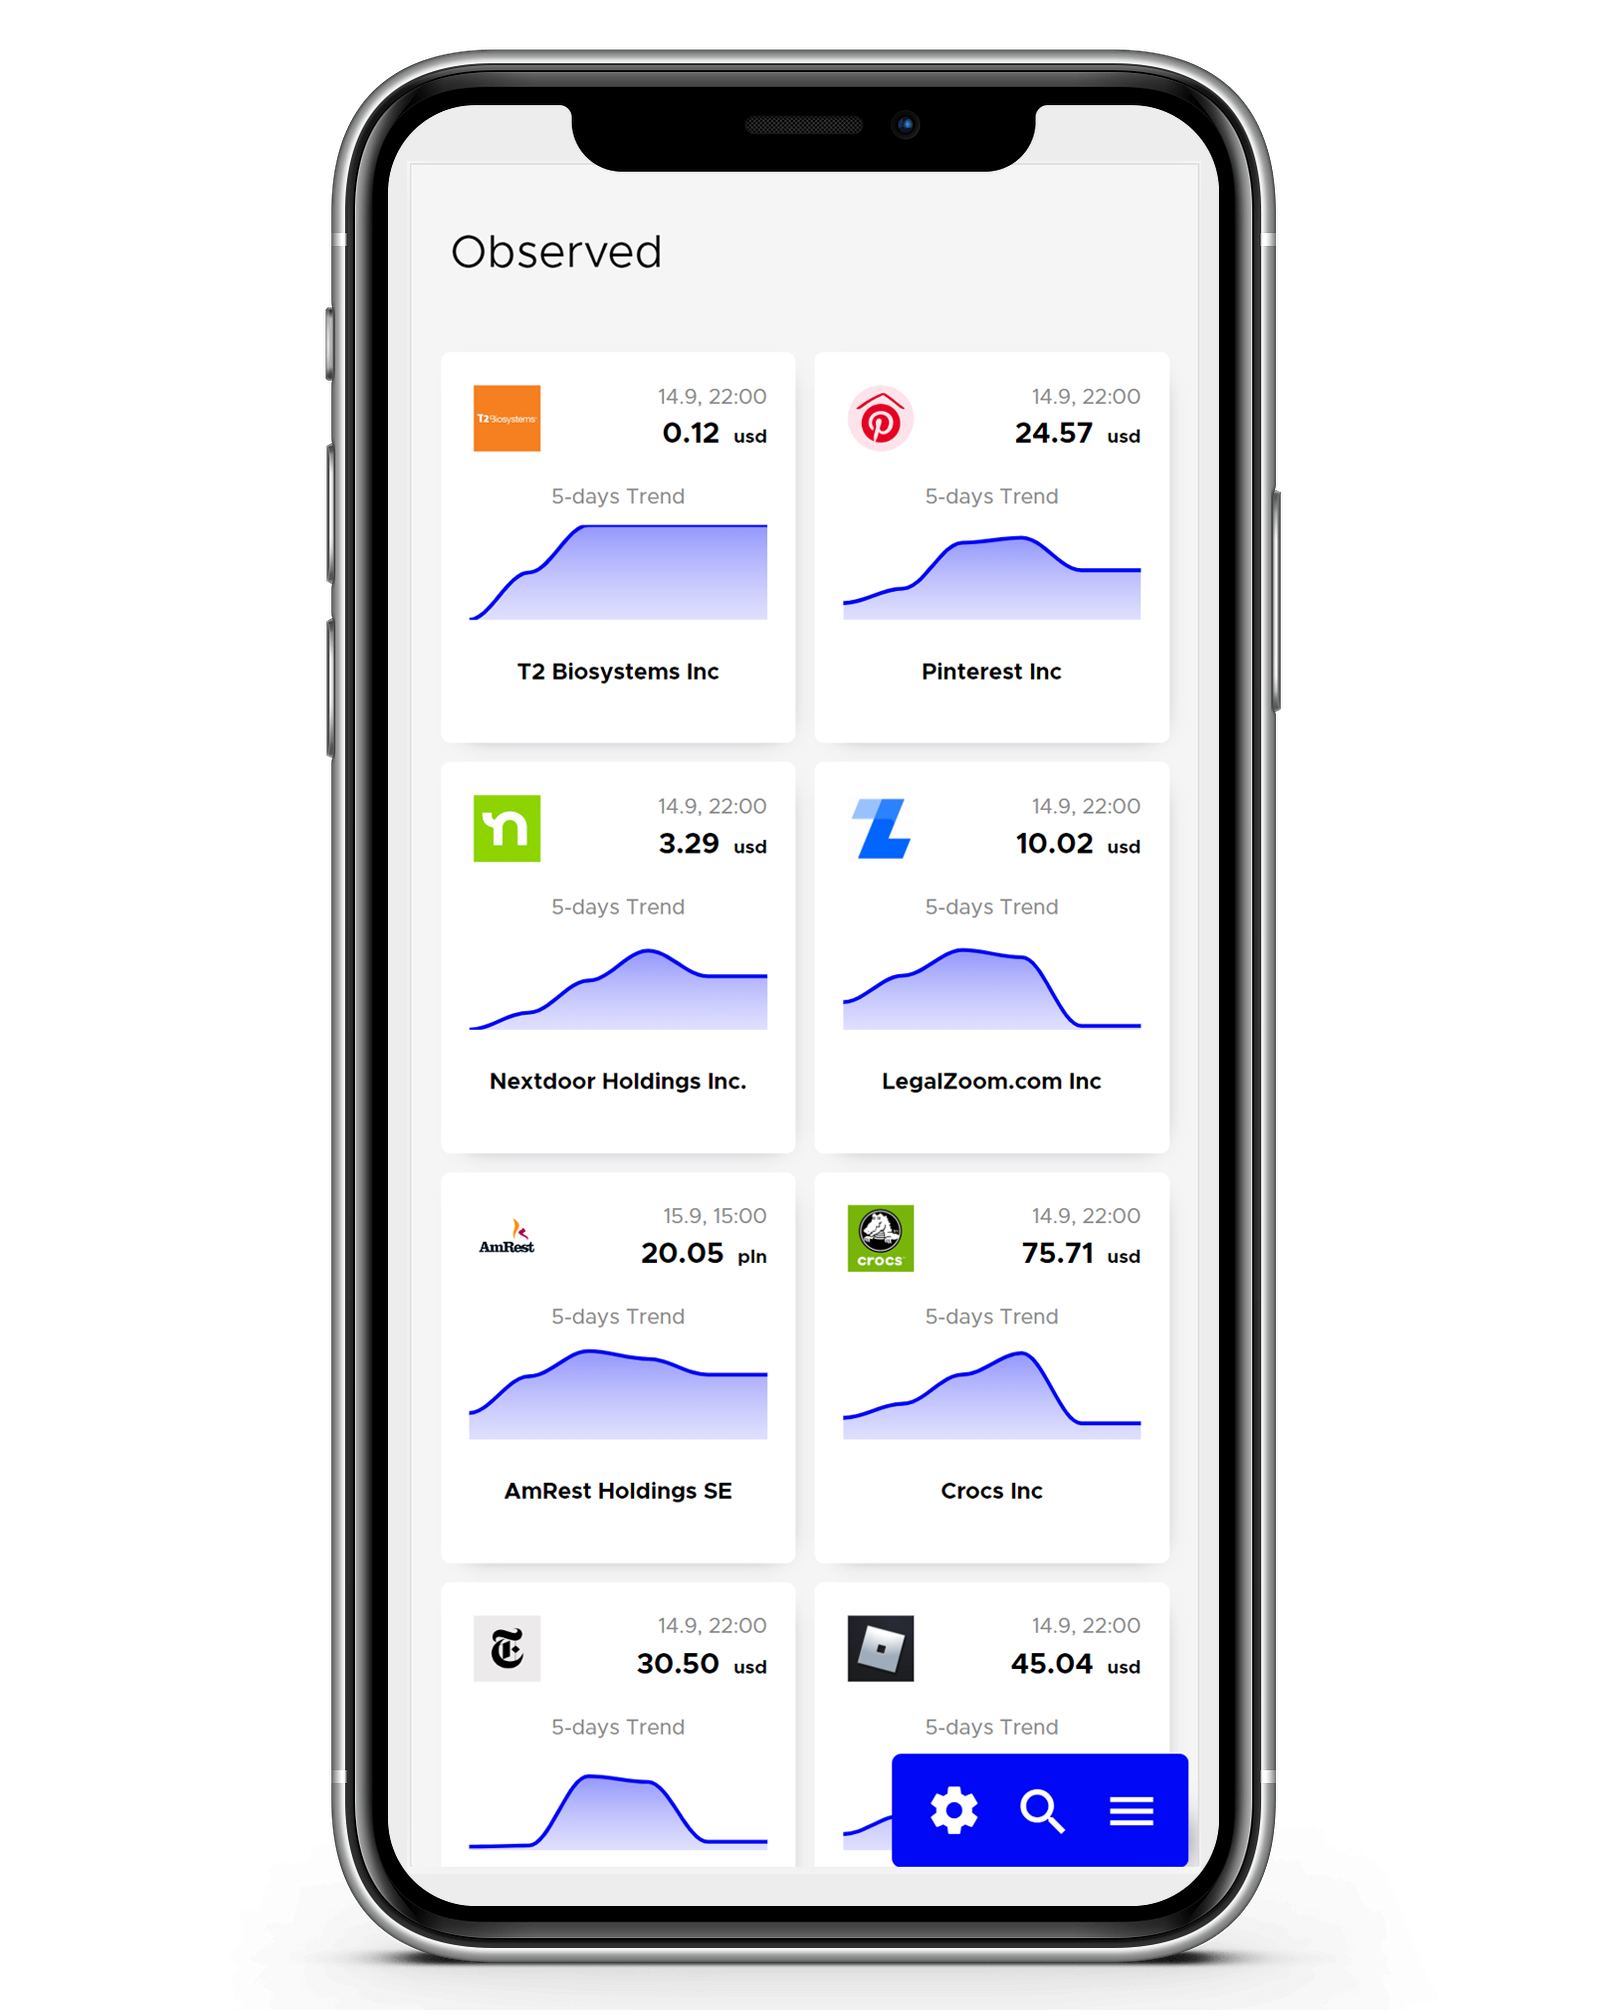 Observed
T2Biosystems
14.9, 22:00
0.12 usd
5-days Trend
T2 Biosystems Inc
14.9, 22:00
24.57 usd
5-days Trend
Pinterest Inc
14.9, 22:00
3.29 usd
5-days Trend
Nextdoor Holdings Inc.
14.9, 22:00
10.02 usd
5-days Trend
LegalZoom.com Inc
AmRest
15.9, 15:00
20.05 pln
5-days Trend
AmRest Holdings SE
crocs
14.9, 22:00
75.71 usd
5-days Trend
Crocs Inc
14.9, 22:00
30.50 usd
5-days Trend
14.9, 22:00
45.04 usd
5-days Trend